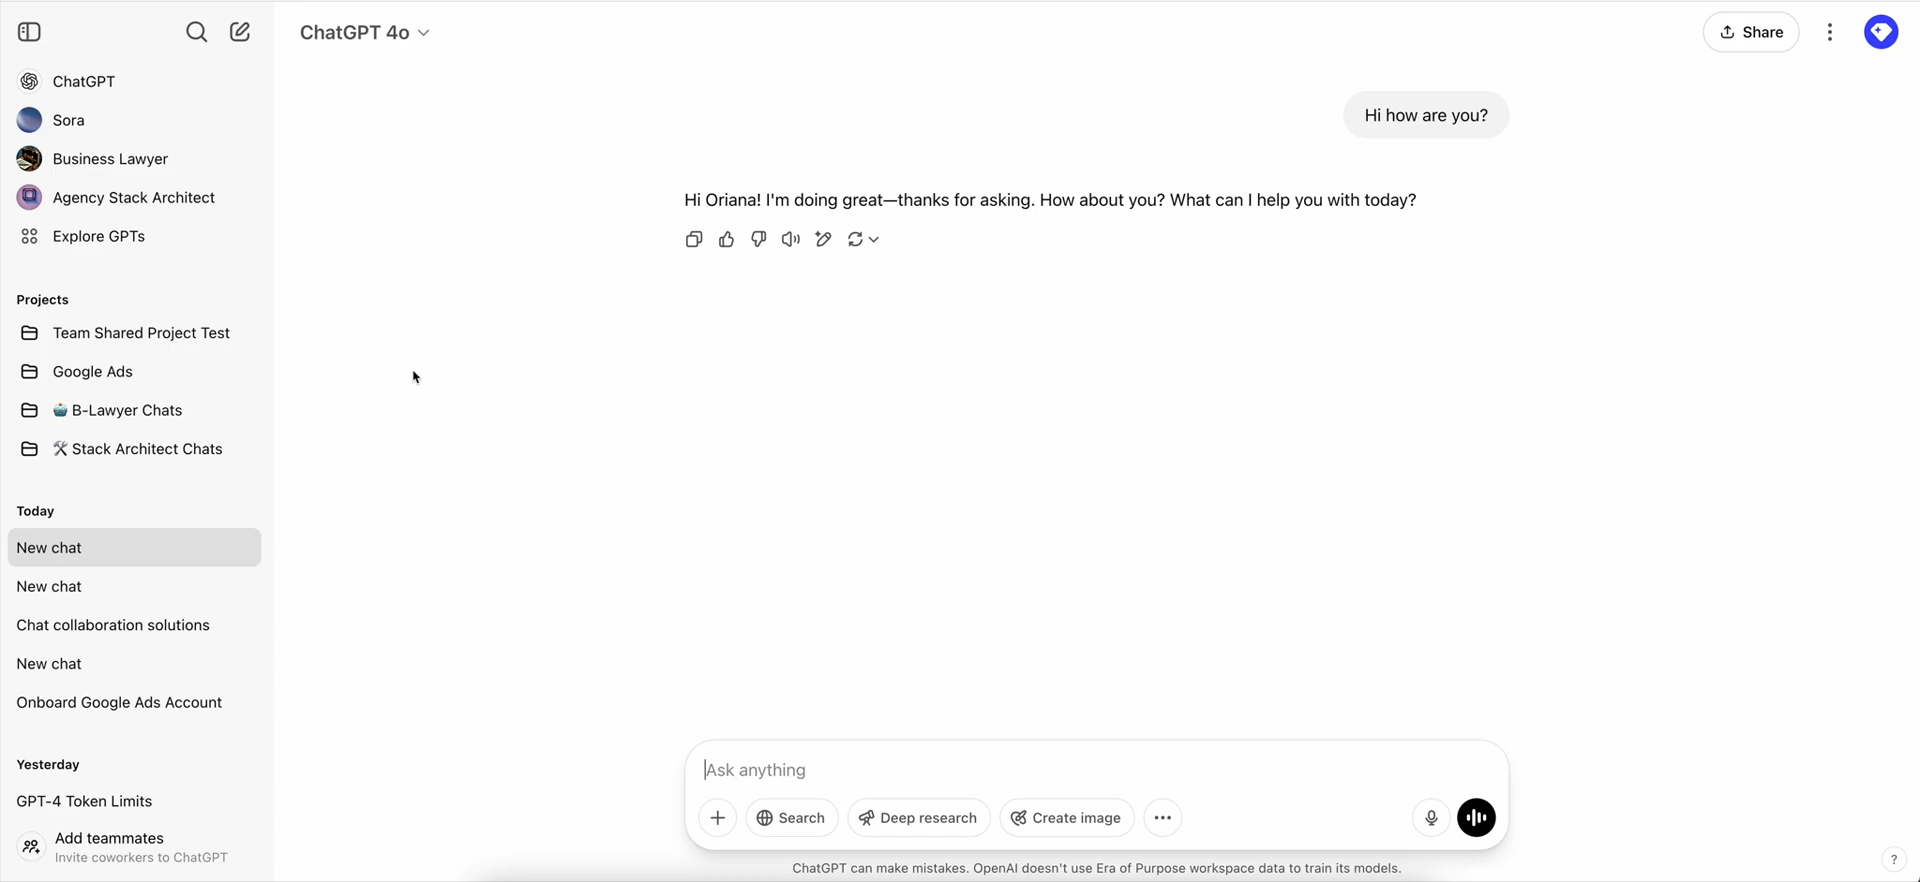 ChatGPT 4o
Share
ChatGPT
Sora
Business Lawyer
Agency Stack Architect
Explore GPTs
Projects
Team Shared Project Test
Google Ads
B-Lawyer Chats
Stack Architect Chats
Today
New chat
New chat
Chat collaboration solutions
New chat
Onboard Google Ads Account
Yesterday
GPT-4 Token Limits
Add teammates
Invite coworkers to ChatGPT
Hi how are you?
Hi Oriana! I'm doing great—thanks for asking. How about you? What can I help you with today?
Ask anything
Search
Deep research
Create image
ChatGPT can make mistakes. OpenAI doesn't use Era of Purpose workspace data to train its models.
?